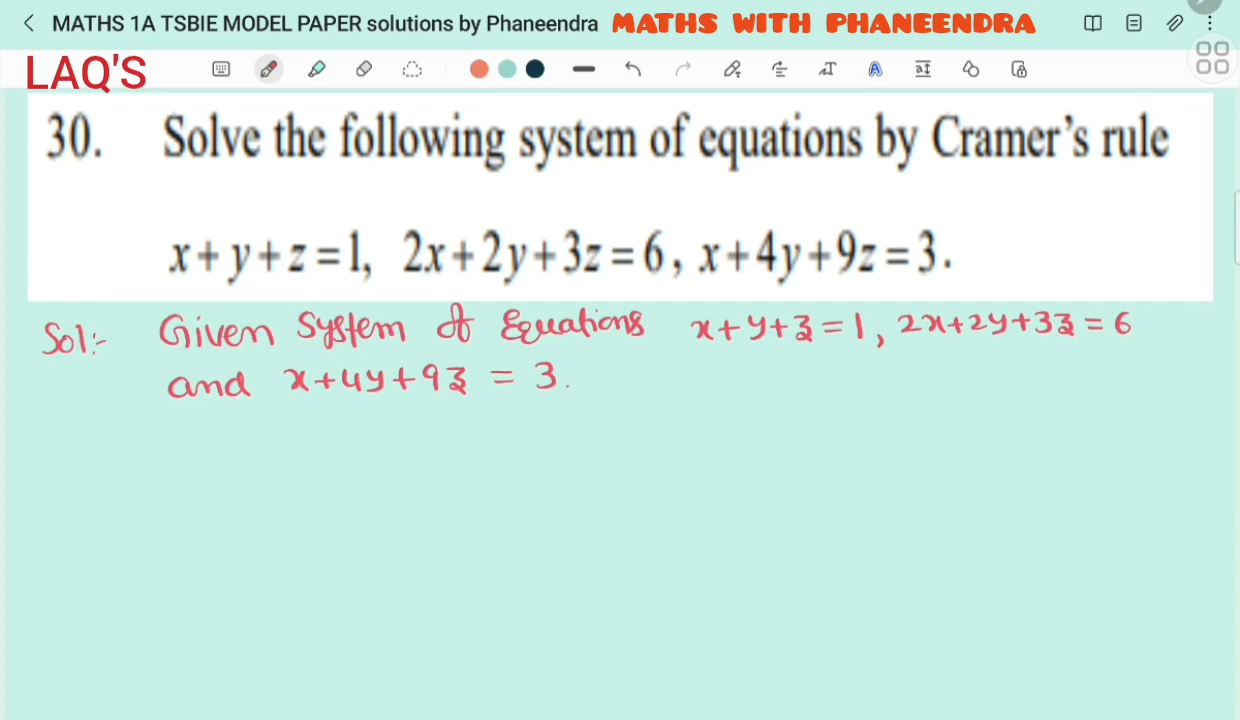 MATHS 1A TSBIE MODEL PAPER solutions by Phaneendra MATHS WITH PHANEENDRA
LAQ'S
30. Solve the following system of equations by Cramer's rule
x+y+z=1, 2x+2y+3z=6, x+4y+9z=3.
Sol:- Given System of Equations x+y+z=1, 2x+2y+3z=6
and x+4y+9z = 3.